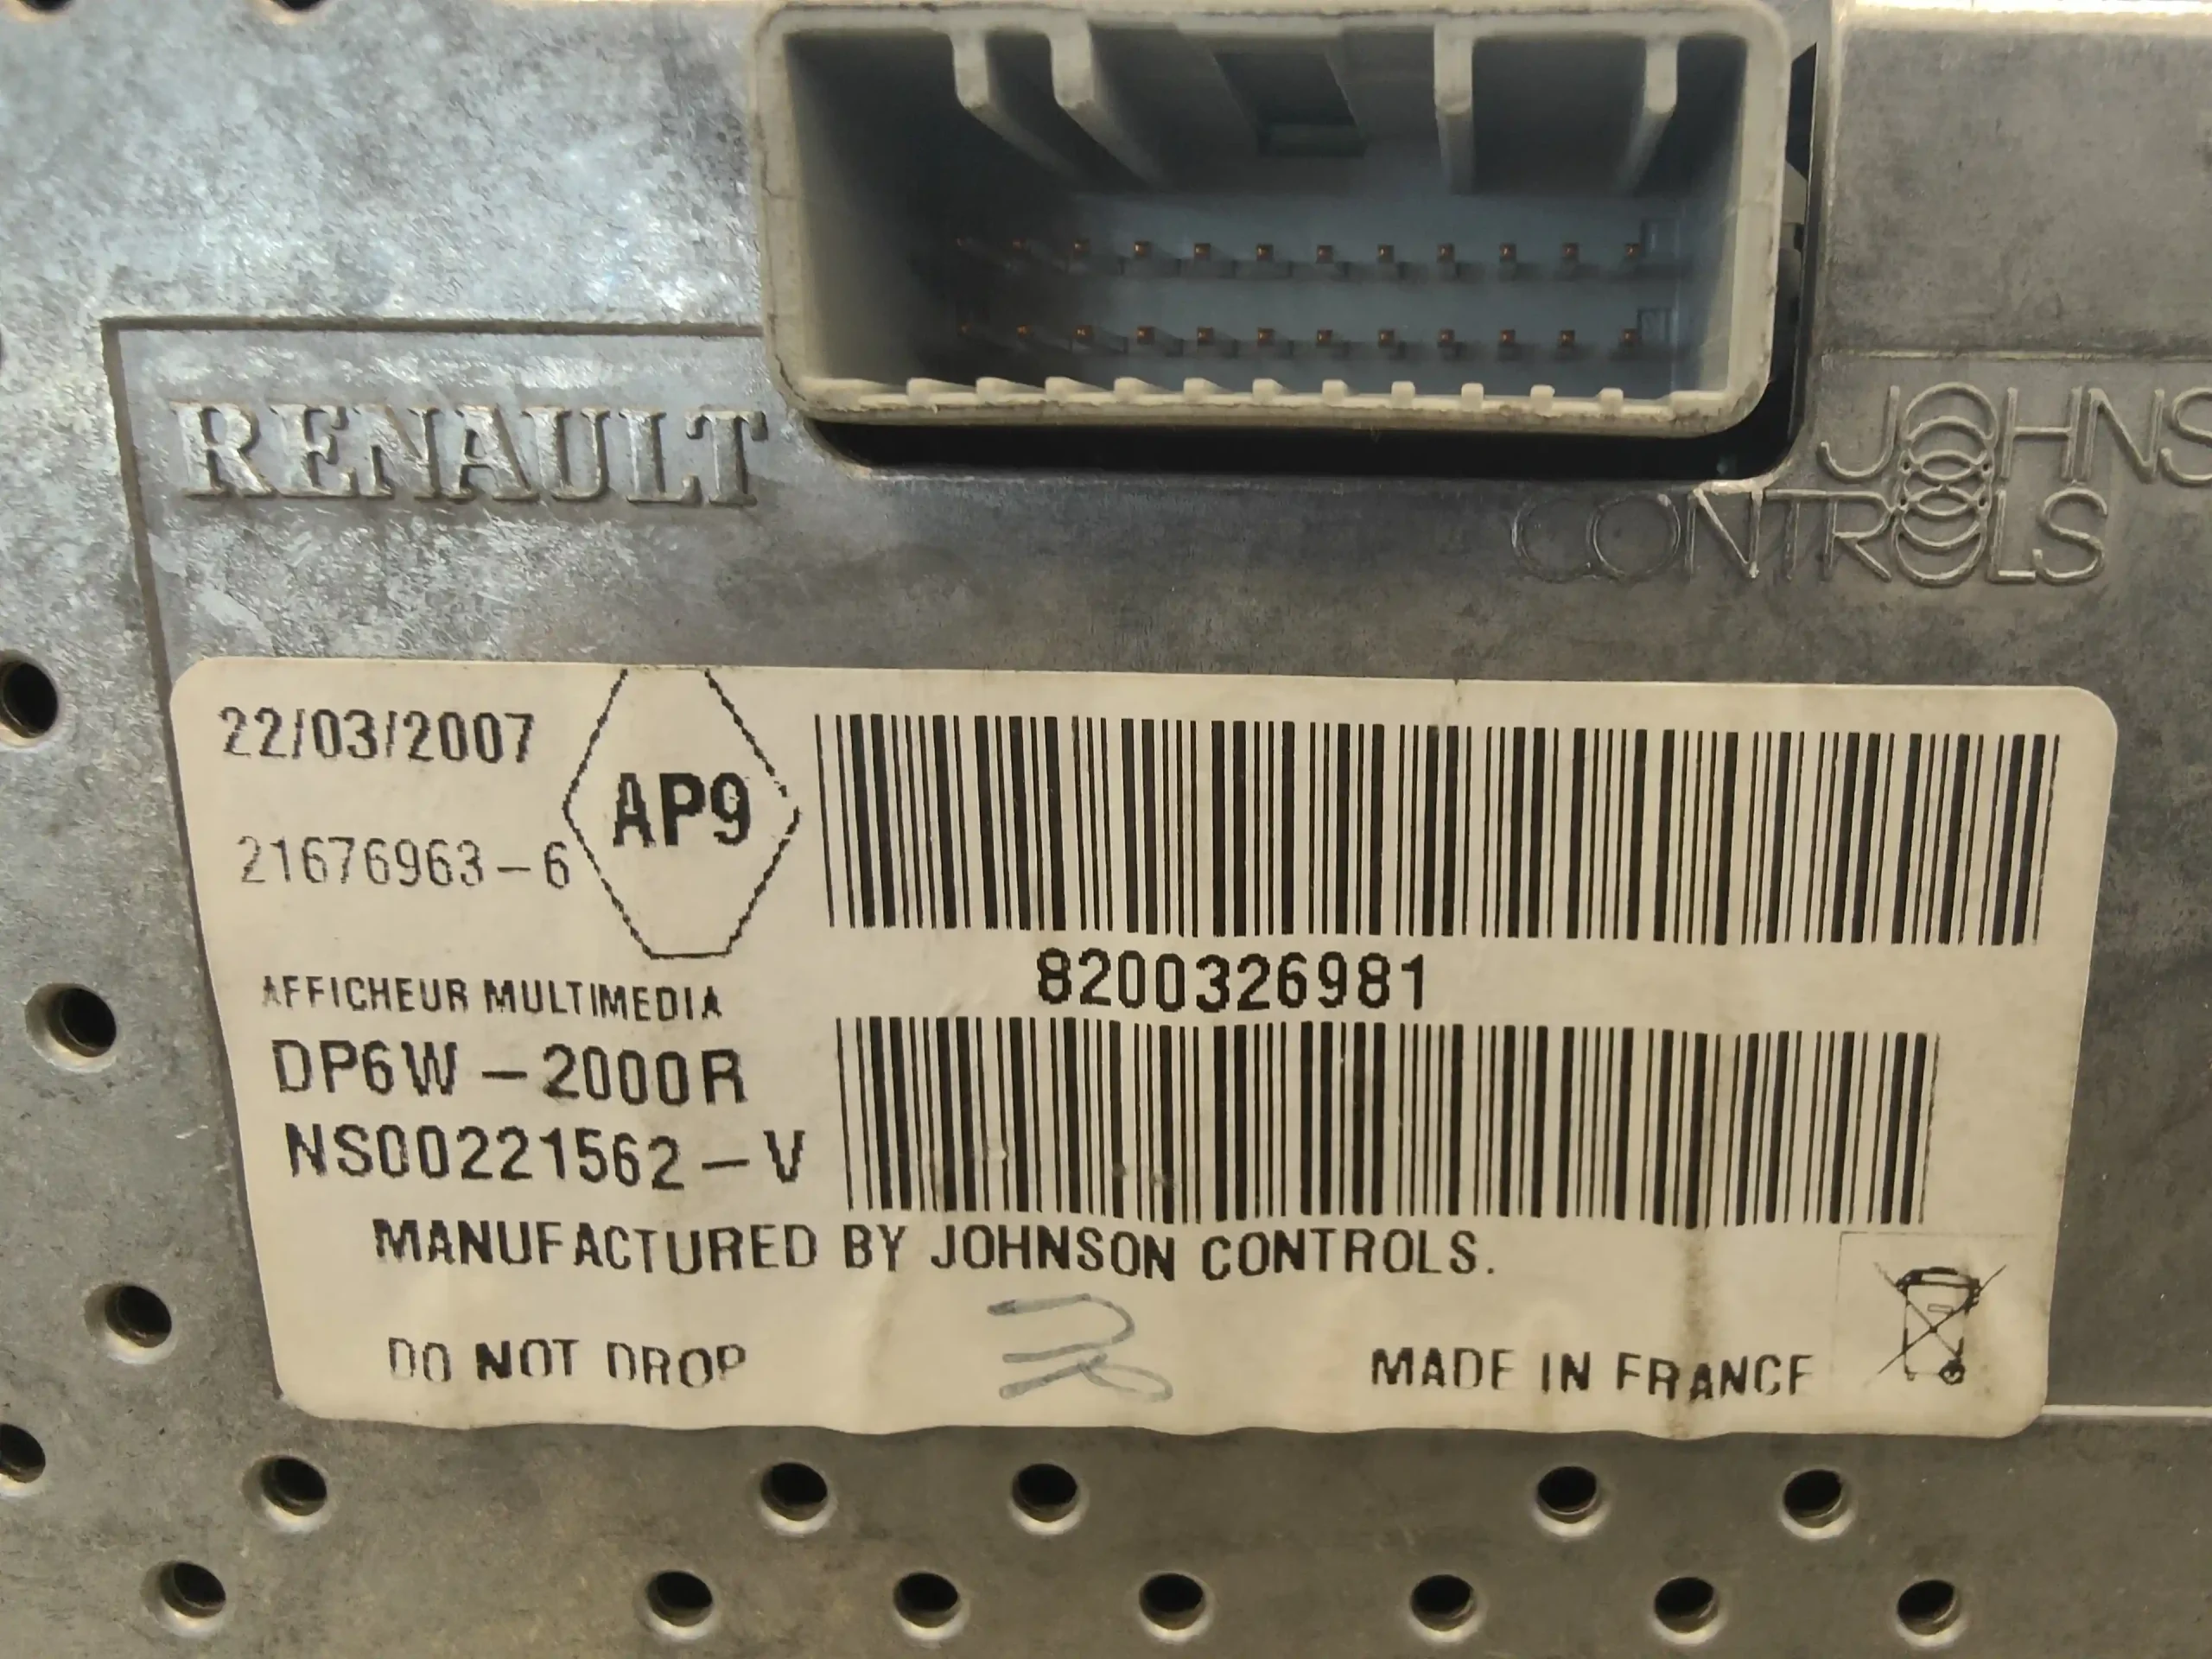 RENAULT
JOHNS
CONTROLS
22/03/2007
AP9
21676963-6
8200326981
AFFICHEUR MULTIMEDIA
DP6W-2000R
NS00221562-V
MANUFACTURED BY JOHNSON CONTROLS.
DO NOT DROP
MADE IN FRANCE